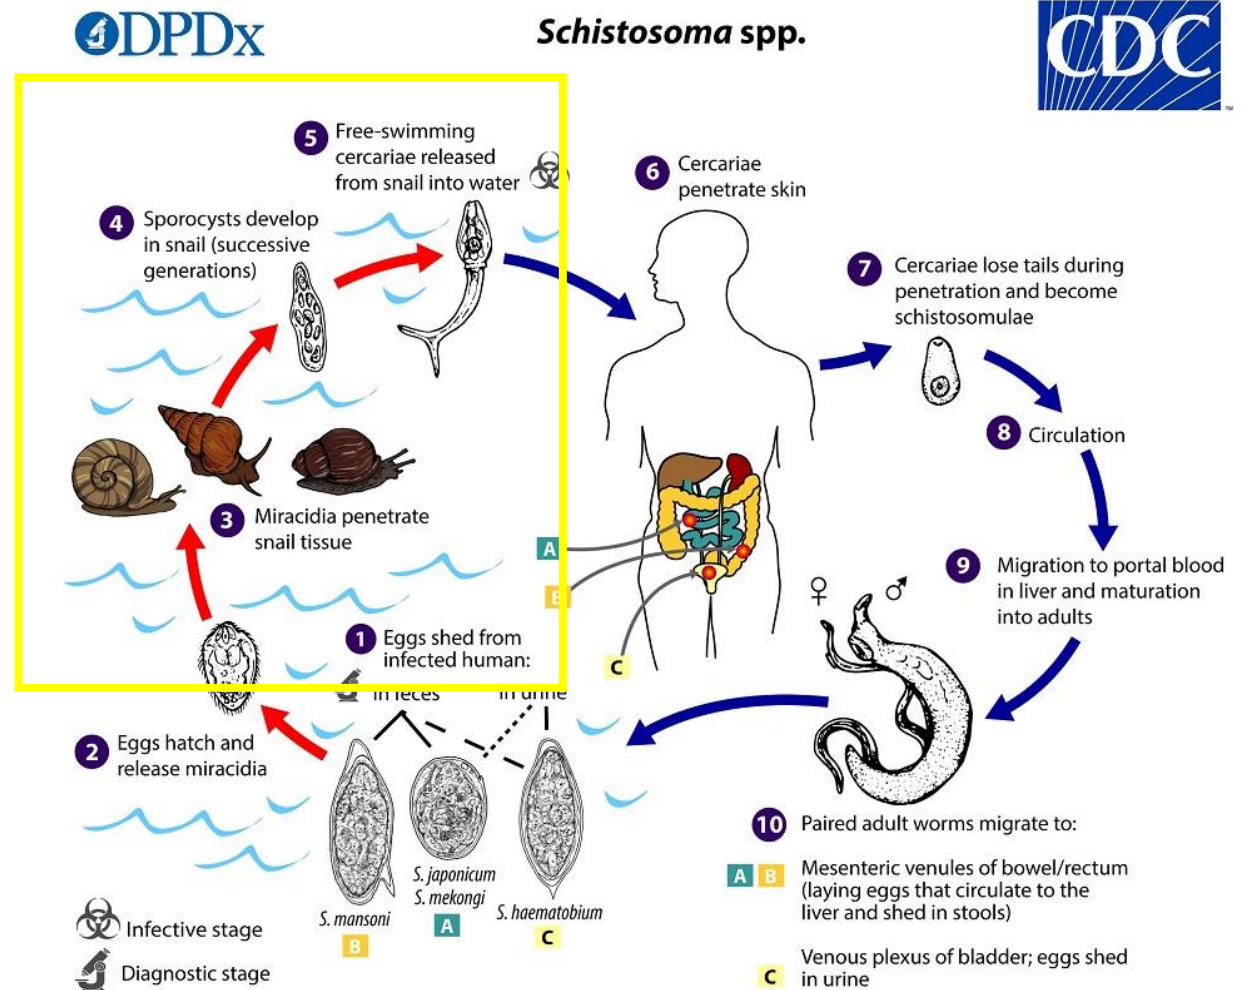 DPDx
Schistosoma spp.
CDC
TM
5 Free-swimming
cercariae released
from snail into water
4 Sporocysts develop
in snail (successive
generations)
6 Cercariae
penetrate skin
7 Cercariae lose tails during
penetration and become
schistosomulae
8 Circulation
3 Miracidia penetrate
snail tissue
A
B
C
9 Migration to portal blood
in liver and maturation
into adults
♀ ♂
1 Eggs shed from
infected human:
in feces
in urine
2 Eggs hatch and
release miracidia
S. japonicum
S. mekongi
A
S. mansoni
B
S. haematobium
C
10 Paired adult worms migrate to:
A B Mesenteric venules of bowel/rectum
(laying eggs that circulate to the
liver and shed in stools)
C Venous plexus of bladder; eggs shed
in urine
Infective stage
Diagnostic stage